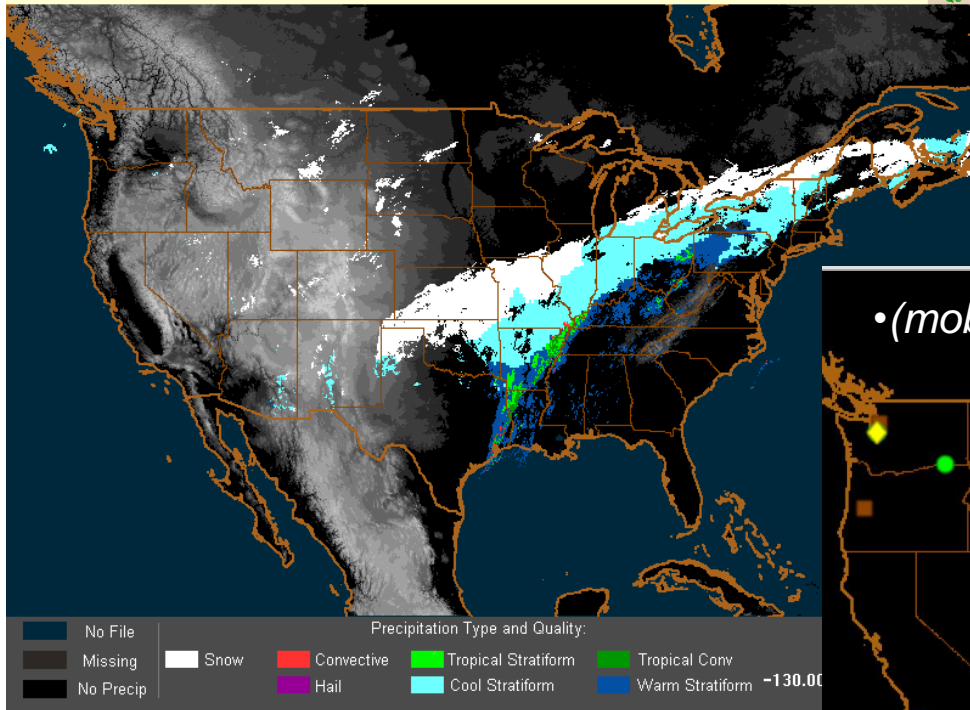 •(mob
Precipitation Type and Quality:
No File
Missing
No Precip
Snow
Convective
Hail
Tropical Stratiform
Cool Stratiform
Tropical Conv
Warm Stratiform
-130.00